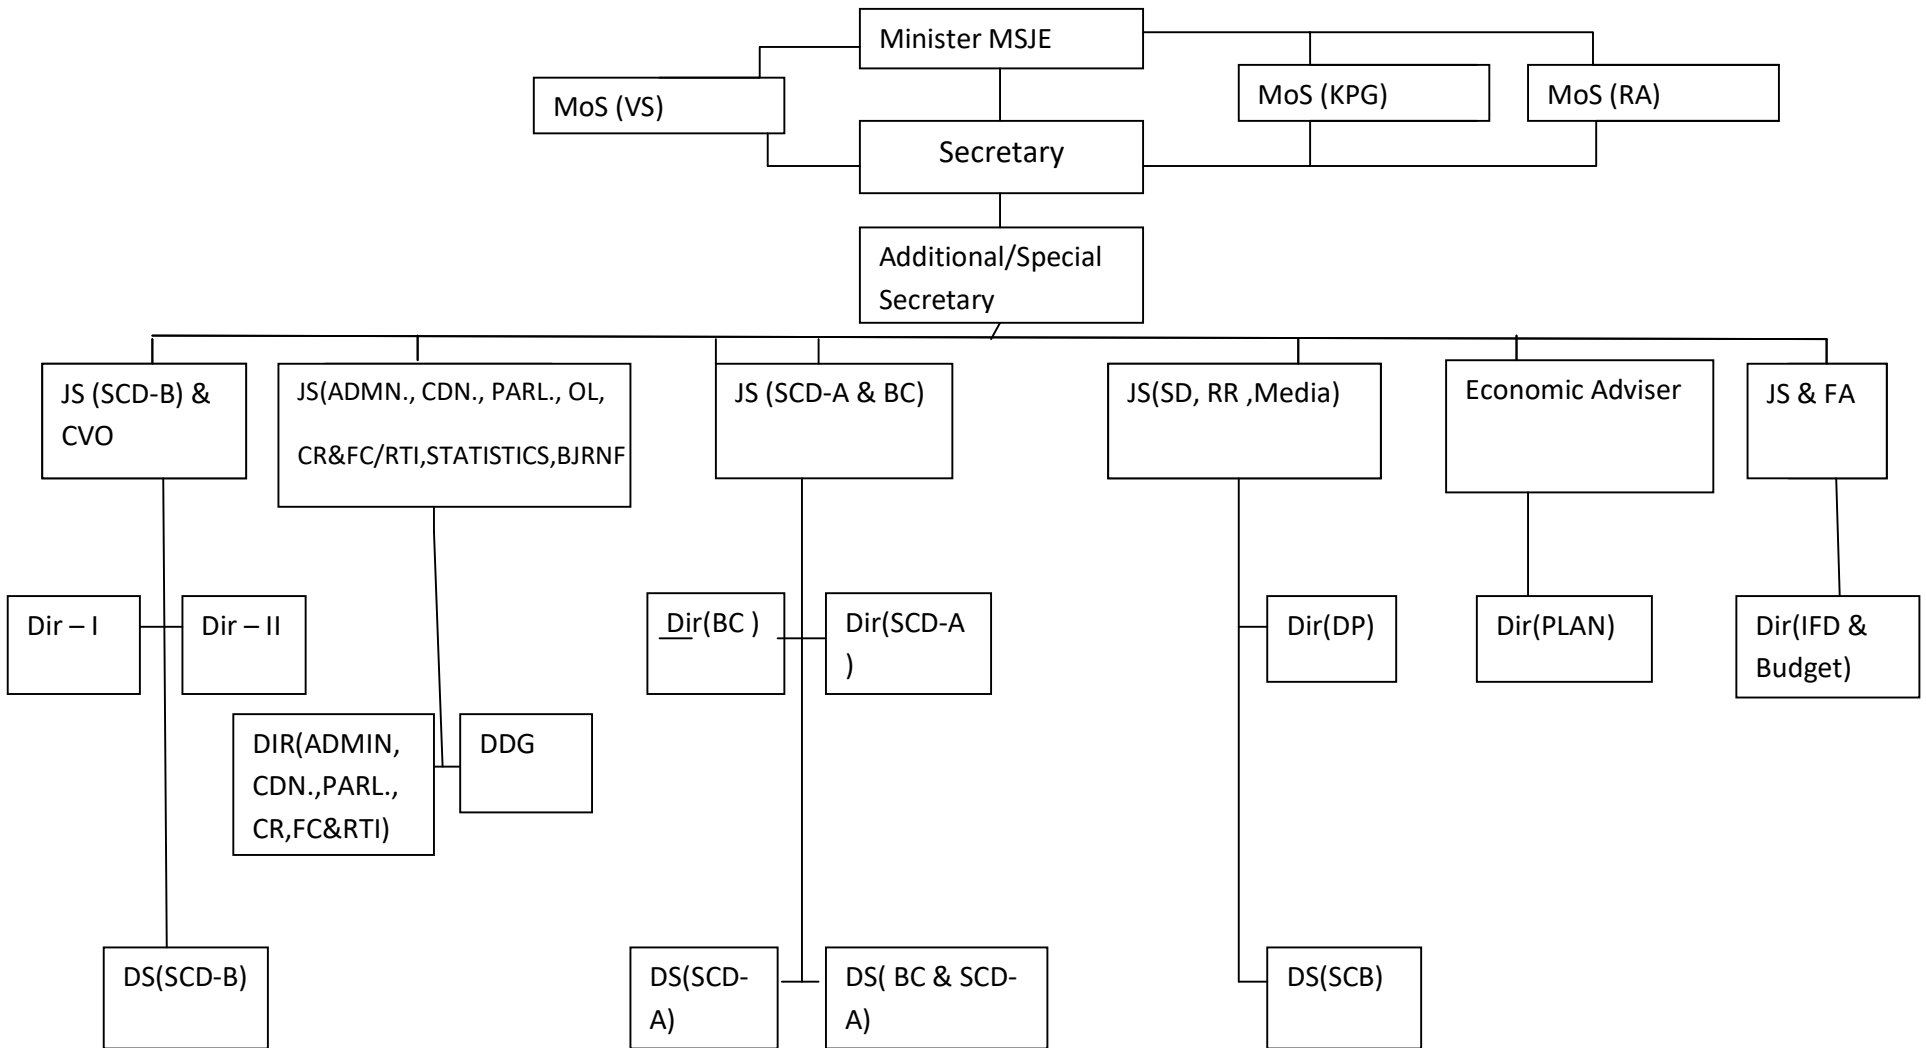 Minister MSJE
MoS (VS)
MoS (KPG)
MoS (RA)
Secretary
Additional/Special
Secretary
JS (SCD-B) &
CVO
JS(ADMN., CDN., PARL., OL,
CR&FC/RTI,STATISTICS,BJRNF
JS (SCD-A & BC)
JS(SD, RR ,Media)
Economic Adviser
JS & FA
Dir – I
Dir – II
Dir(BC )
Dir(SCD-A
)
Dir(DP)
Dir(PLAN)
Dir(IFD &
Budget)
DIR(ADMIN,
CDN.,PARL.,
CR,FC&RTI)
DDG
DS(SCD-B)
DS(SCD-
A)
DS( BC & SCD-
A)
DS(SCB)